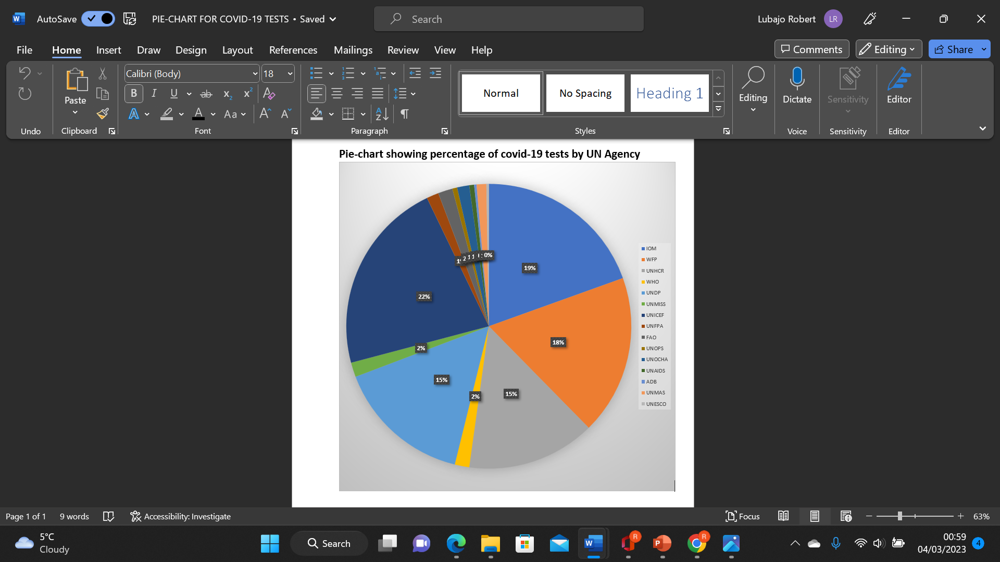 AutoSave PIE-CHART FOR COVID-19 TESTS • Saved Search Lubajo Robert LR
File Home Insert Draw Design Layout References Mailings Review View Help Comments Editing Share
Calibri (Body) 18
Paste
B I U ab x2 x2 A
A A Aa A A
Normal No Spacing Heading 1
Editing Dictate Sensitivity Editor
Undo Clipboard Font Paragraph Styles Voice Sensitivity Editor
Pie-chart showing percentage of covid-19 tests by UN Agency
0%
19%
22%
18%
2%
15%
2%
15%
IOM
WFP
UNHCR
WHO
UNDP
UNMISS
UNICEF
UNFPA
FAO
UNOPS
UNOCHA
UNAIDS
ADB
UNMAS
UNESCO
Page 1 of 1 9 words Accessibility: Investigate Focus 63%
5°C
Cloudy
Search
00:59
04/03/2023
4